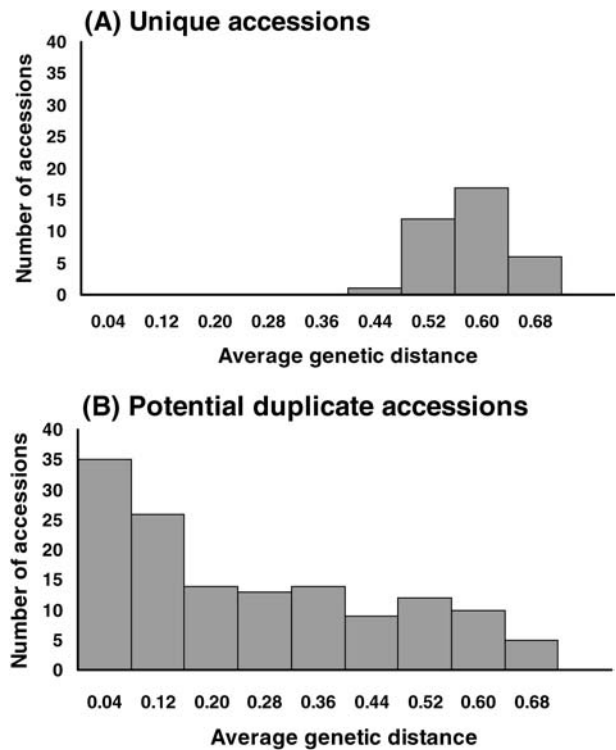 (A) Unique accessions
Number of accessions
40
35
30
25
20
15
10
5
0
0.04 0.12 0.20 0.28 0.36 0.44 0.52 0.60 0.68
Average genetic distance
(B) Potential duplicate accessions
Number of accessions
40
35
30
25
20
15
10
5
0
0.04 0.12 0.20 0.28 0.36 0.44 0.52 0.60 0.68
Average genetic distance